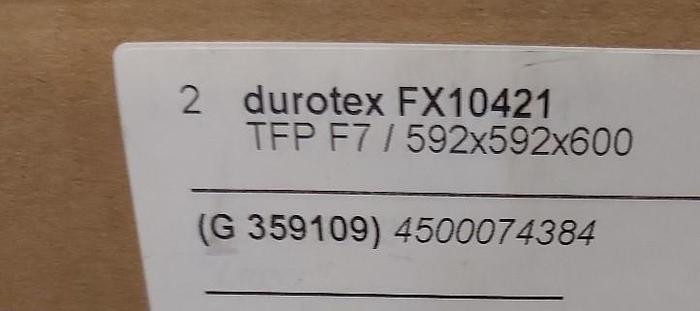 2 durotex FX10421
TFP F7 / 592x592x600
(G 359109) 4500074384